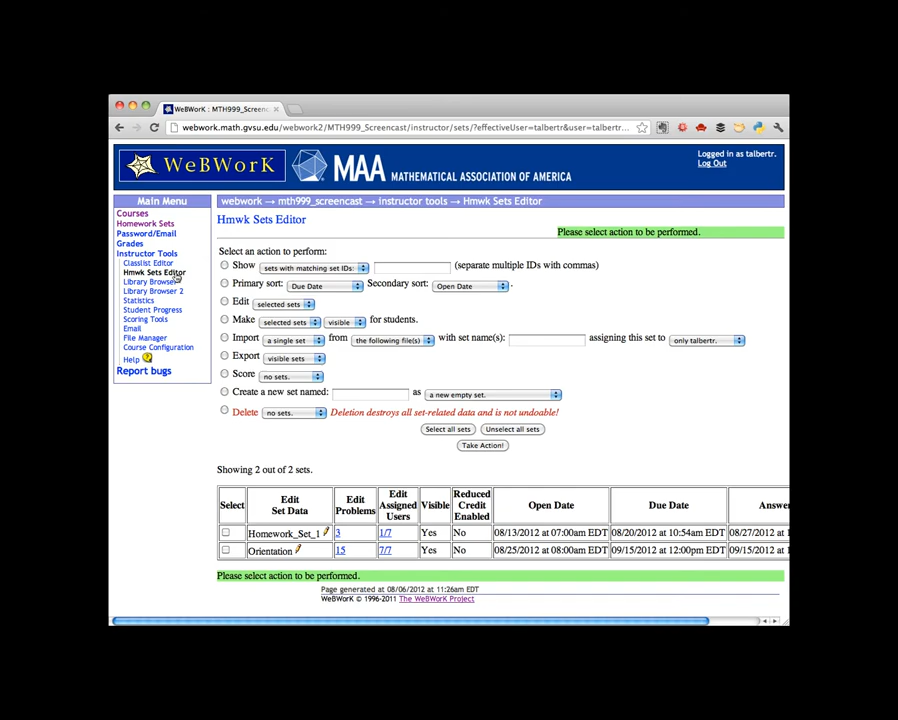 WeBWorK : MTH999_Screenc
webwork.math.gvsu.edu/webwork2/MTH999_Screencast/instructor/sets/?effectiveUser=talbertr&user=talbertr...
WeBWorK
MAA MATHEMATICAL ASSOCIATION OF AMERICA
Logged in as talbertr.
Log Out
Main Menu
Courses
Homework Sets
Password/Email
Grades
Instructor Tools
Classlist Editor
Hmwk Sets Editor
Library Browser
Library Browser 2
Statistics
Student Progress
Scoring Tools
Email
File Manager
Course Configuration
Help ?
Report bugs
webwork → mth999_screencast → instructor tools → Hmwk Sets Editor
Hmwk Sets Editor
Please select action to be performed.
Select an action to perform:
Show sets with matching set IDs: (separate multiple IDs with commas)
Primary sort: Due Date Secondary sort: Open Date .
Edit selected sets
Make selected sets visible for students.
Import a single set from the following file(s) with set name(s): assigning this set to only talbertr.
Export visible sets
Score no sets.
Create a new set named: as a new empty set.
Delete no sets. Deletion destroys all set-related data and is not undoable!
Select all sets Unselect all sets
Take Action!
Showing 2 out of 2 sets.
Select Edit Set Data Edit Problems Edit Assigned Users Visible Reduced Credit Enabled Open Date Due Date Answe
Homework_Set_1 3 1/7 Yes No 08/13/2012 at 07:00am EDT 08/20/2012 at 10:54am EDT 08/27/2012 at 1
Orientation 15 7/7 Yes No 08/25/2012 at 08:00am EDT 09/15/2012 at 12:00pm EDT 09/15/2012 at 1
Please select action to be performed.
Page generated at 08/06/2012 at 11:26am EDT
WeBWorK © 1996-2011 The WeBWorK Project